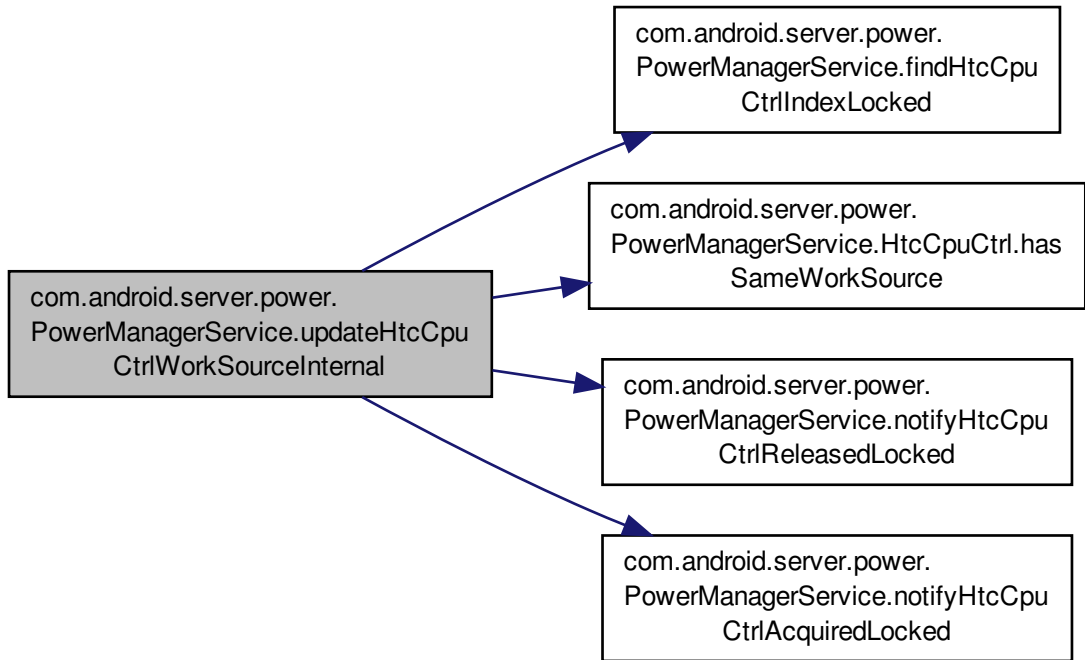 com.android.server.power.
PowerManagerService.findHtcCpu
CtrlIndexLocked
com.android.server.power.
PowerManagerService.HtcCpuCtrl.has
SameWorkSource
com.android.server.power.
PowerManagerService.updateHtcCpu
CtrlWorkSourceInternal
com.android.server.power.
PowerManagerService.notifyHtcCpu
CtrlReleasedLocked
com.android.server.power.
PowerManagerService.notifyHtcCpu
CtrlAcquiredLocked